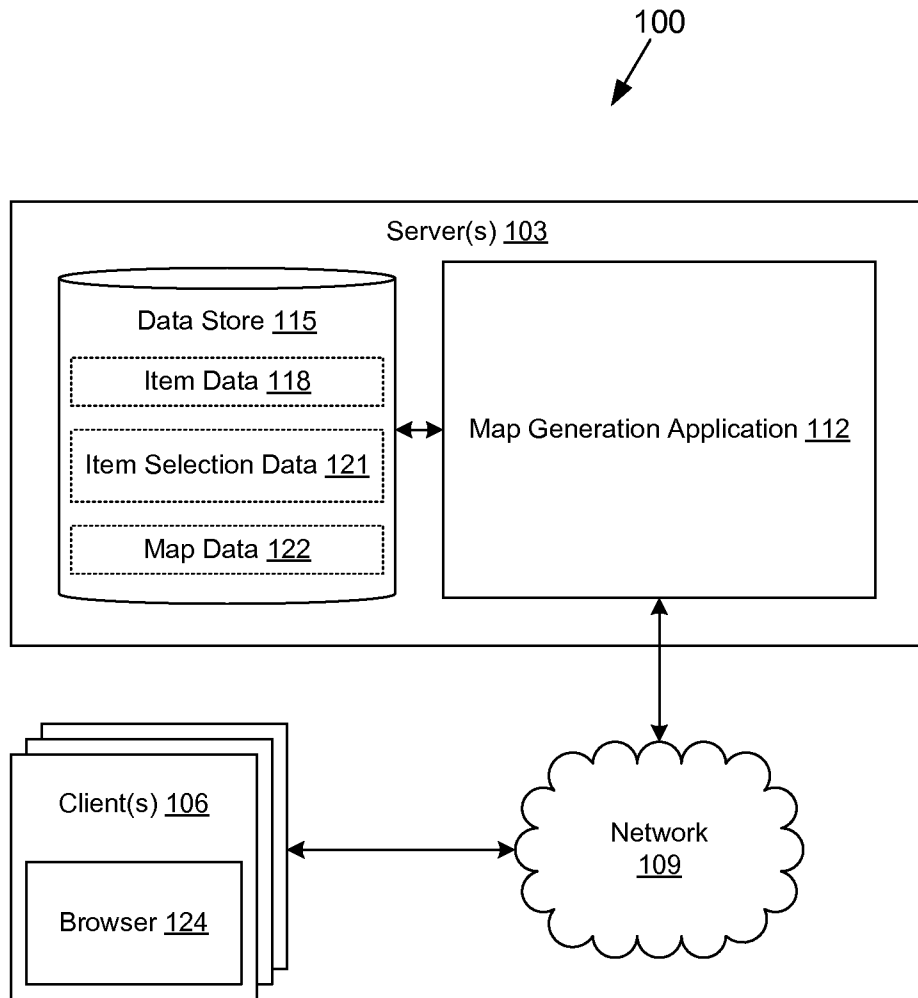 100
Server(s) 103
Data Store 115
Item Data 118
Item Selection Data 121
Map Data 122
Map Generation Application 112
Client(s) 106
Browser 124
Network
109